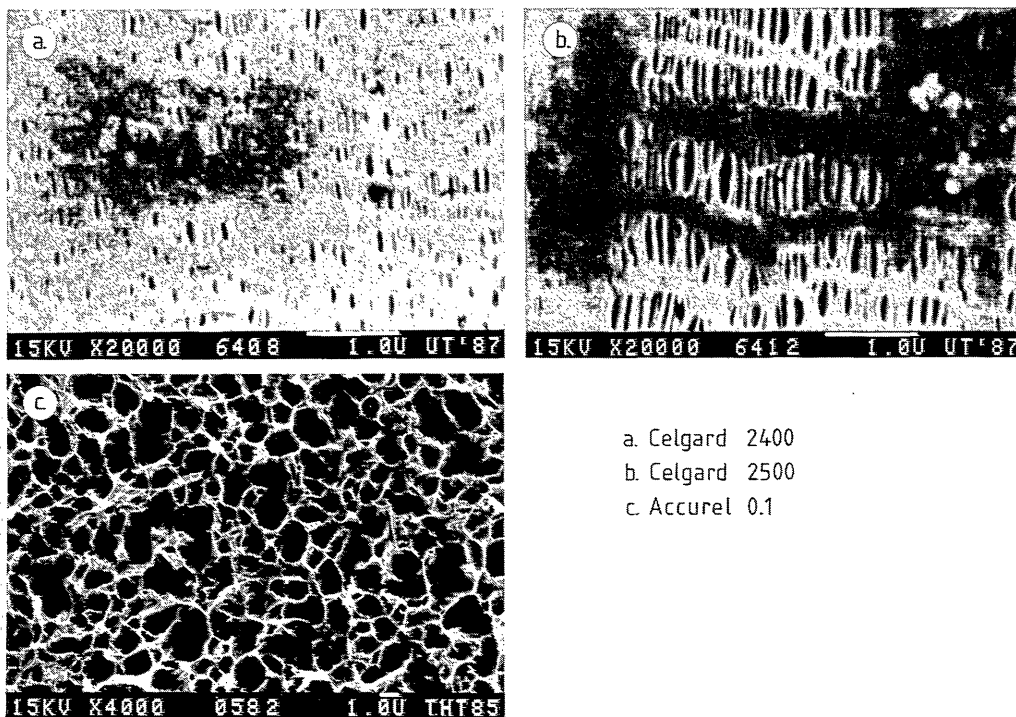 a.
b.
15KV X20000 6408 1.0U UT'87
15KV X20000 6412 1.0U UT'87
c.
a. Celgard 2400
b. Celgard 2500
c. Accurel 0.1
15KV X4000 0582 1.0U THT85